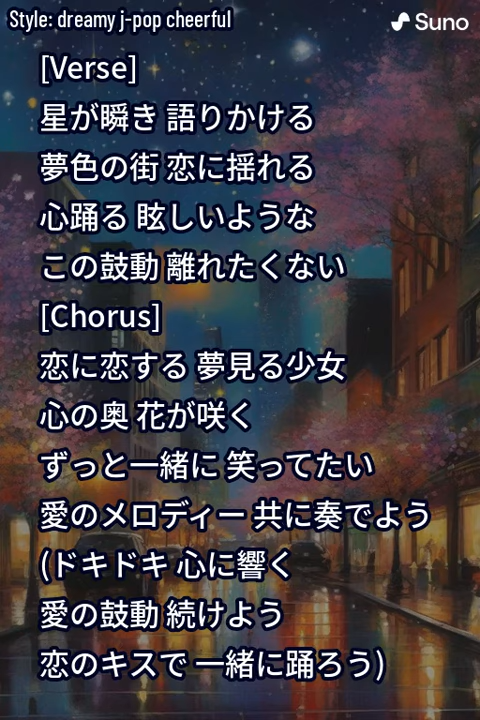 Style: dreamy j-pop cheerful
Suno
[Verse]
星が瞬き 語りかける
夢色の街 恋に揺れる
心踊る 眩しいような
この鼓動 離れたくない
[Chorus]
恋に恋する 夢見る少女
心の奥 花が咲く
ずっと一緒に 笑ってたい
愛のメロディー 共に奏でよう
(ドキドキ 心に響く
愛の鼓動 続けよう
恋のキスで 一緒に踊ろう)